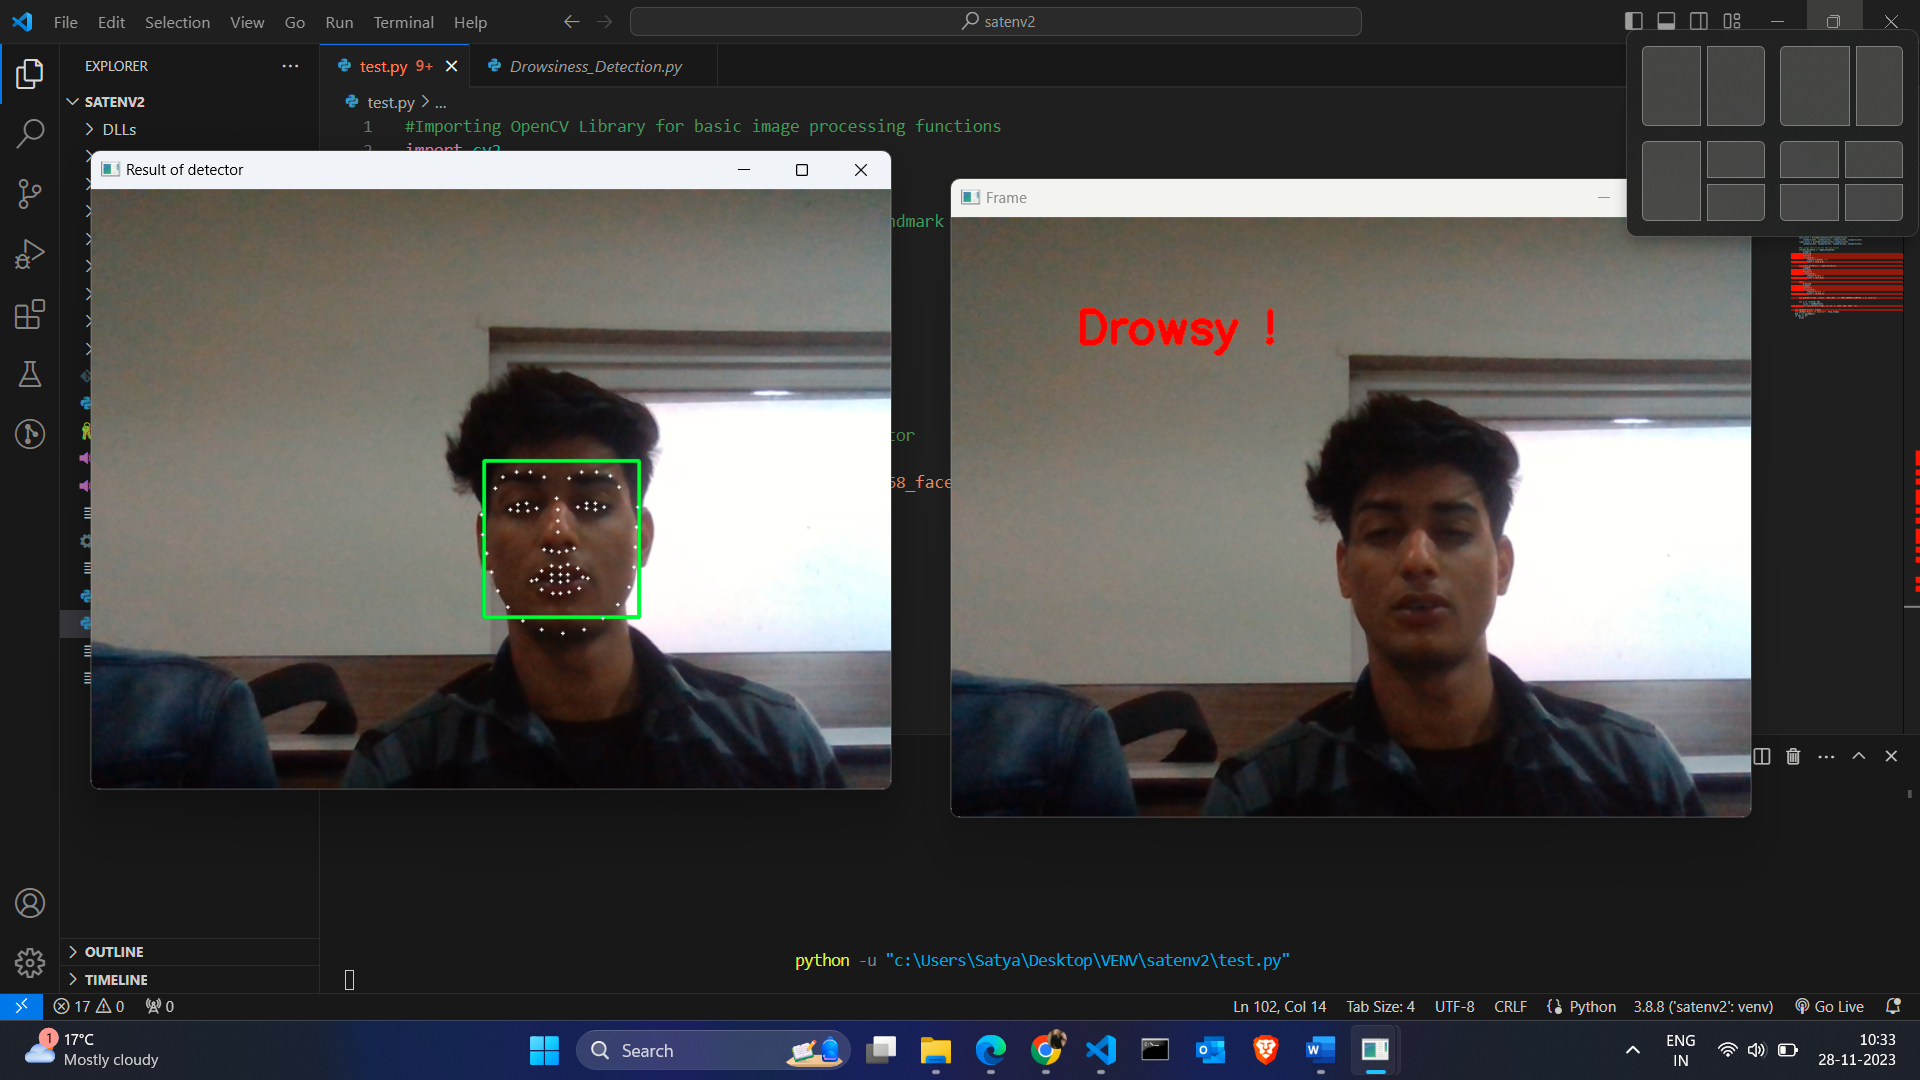 File Edit Selection View Go Run Terminal Help
satenv2
EXPLORER
test.py 9+
Drowsiness_Detection.py
SATENV2
DLLs
test.py > ...
1 #Importing OpenCV Library for basic image processing functions
import cv2
Result of detector
Frame
ndmark
tor
68_face
Drowsy !
OUTLINE
TIMELINE
python -u "c:\Users\Satya\Desktop\VENV\satenv2\test.py"
17 0 0
Ln 102, Col 14 Tab Size: 4 UTF-8 CRLF Python 3.8.8 ('satenv2': venv) Go Live
1
17°C
Mostly cloudy
Search
ENG
IN
10:33
28-11-2023